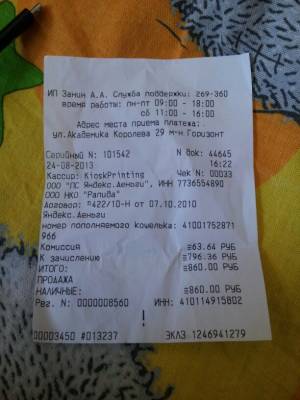 ИП Занин А.А. Служба поддержки: 269-360
время работы: пн-пт 09:00 - 18:00
сб 11:00 - 16:00
Адрес места приема платежа:
ул.Академика Королева 29 м-н Горизонт
Серийный N: 101542 N док: 44645
24-08-2013 16:22
Кассир: KioskPrinting Чек N: 00033
ООО "ПС Яндекс.Деньги", ИНН 7736554890
ООО НКО "Рапида"
Договор: П422/10-Н от 07.10.2010
Яндекс.Деньги
номер пополняемого кошелька: 41001752871
966
Комиссия ≡63.64 РУБ
К зачислению =796.36 РУБ
ИТОГО: ≡860.00 РУБ
ПРОДАЖА
НАЛИЧНЫЕ: ≡860.00 РУБ
Рег. N: 0000008560 ИНН: 410114915802
!
00003450 #013237 ЭКЛЗ 1246941279